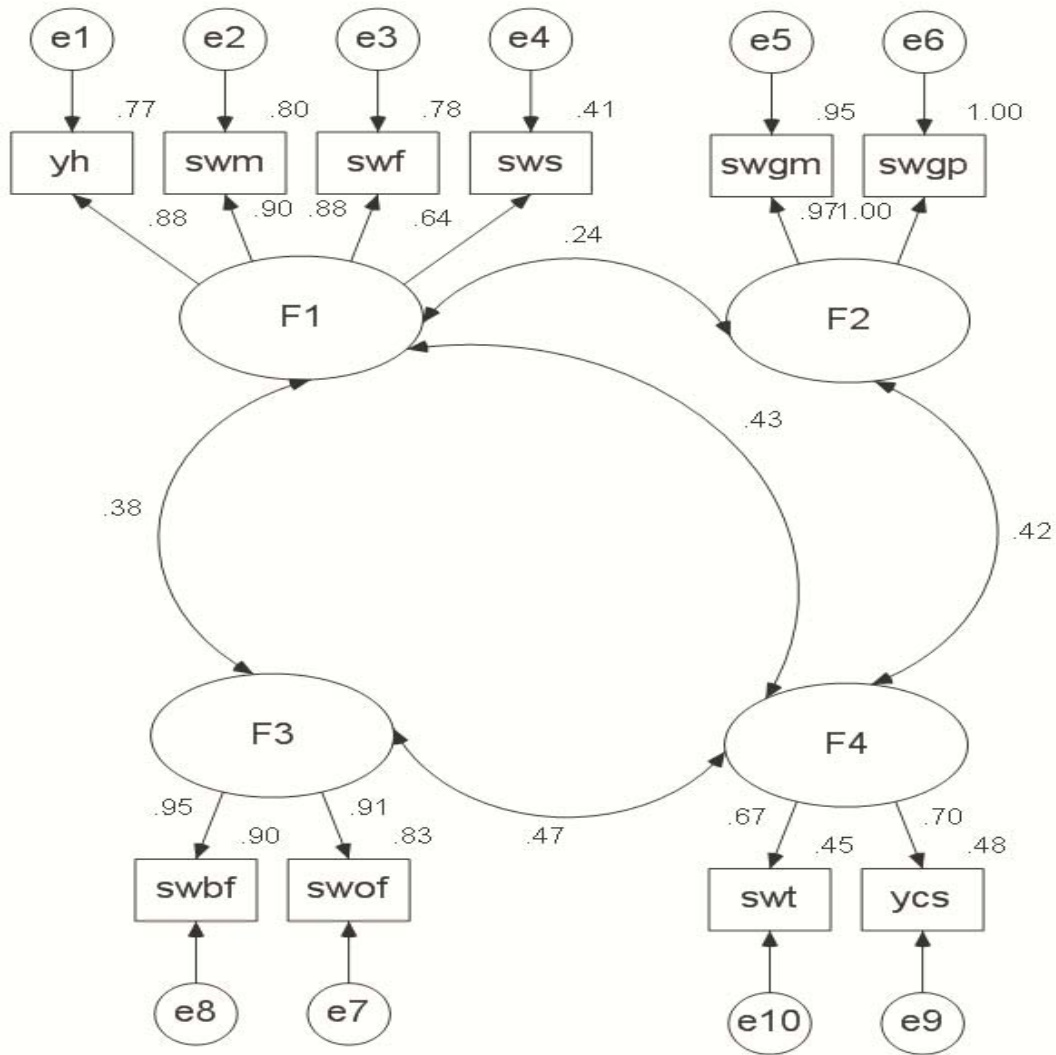 e1 e2 e3 e4 e5 e6
.77 .80 .78 .41 .95 1.00
yh swm swf sws swgm swgp
.88 .90 .88 .64 .97 1.00
.24
F1 F2
.43
.38 .42
F3 F4
.95 .91 .67 .70
.90 .83 .47 .45 .48
swbf swof swt ycs
e8 e7 e10 e9